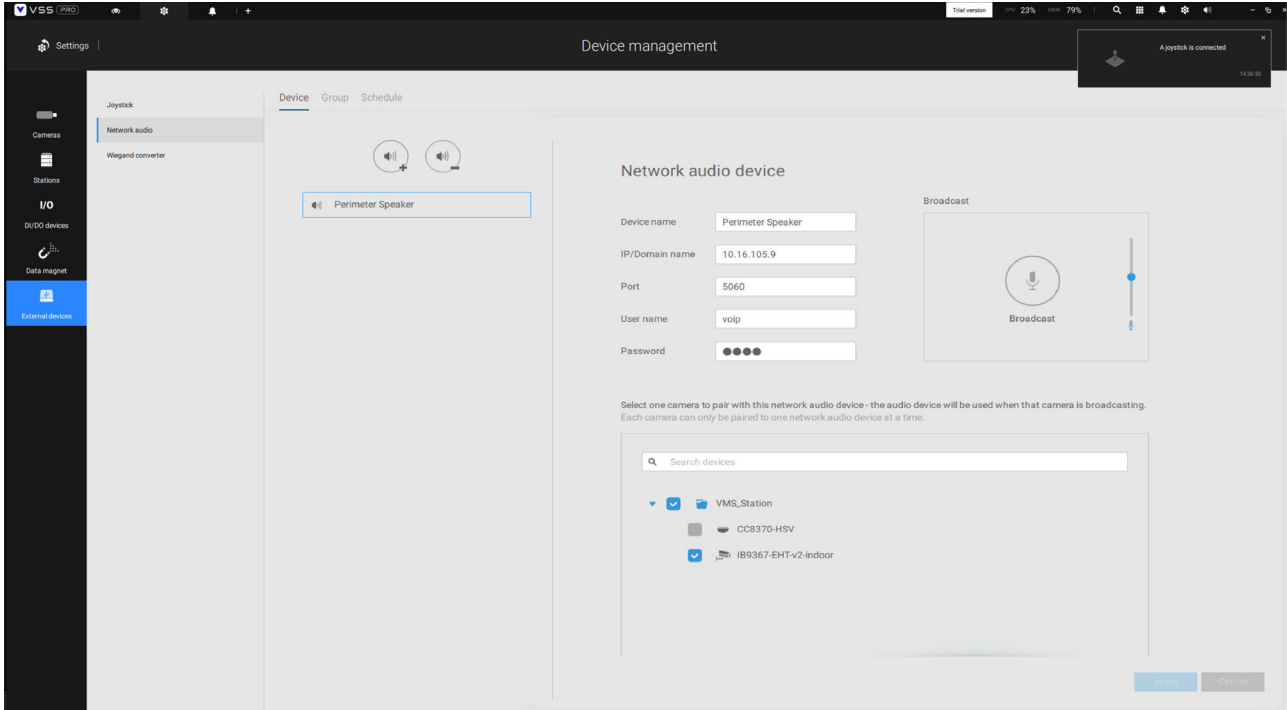 VSS PRO
Trial version CPU 23% MEM 79%
Settings
Device management
A joystick is connected
14:36:30
Cameras
Stations
I/O
DI/DO devices
Data magnet
External devices
Joystick
Network audio
Wiegand converter
Device Group Schedule
Perimeter Speaker
Network audio device
Device name Perimeter Speaker
IP/Domain name 10.16.105.9
Port 5060
User name voip
Password ●●●●
Broadcast
Broadcast
Select one camera to pair with this network audio device - the audio device will be used when that camera is broadcasting.
Each camera can only be paired to one network audio device at a time.
Search devices
VMS_Station
CC8370-HSV
IB9367-EHT-v2-indoor
Apply Cancel